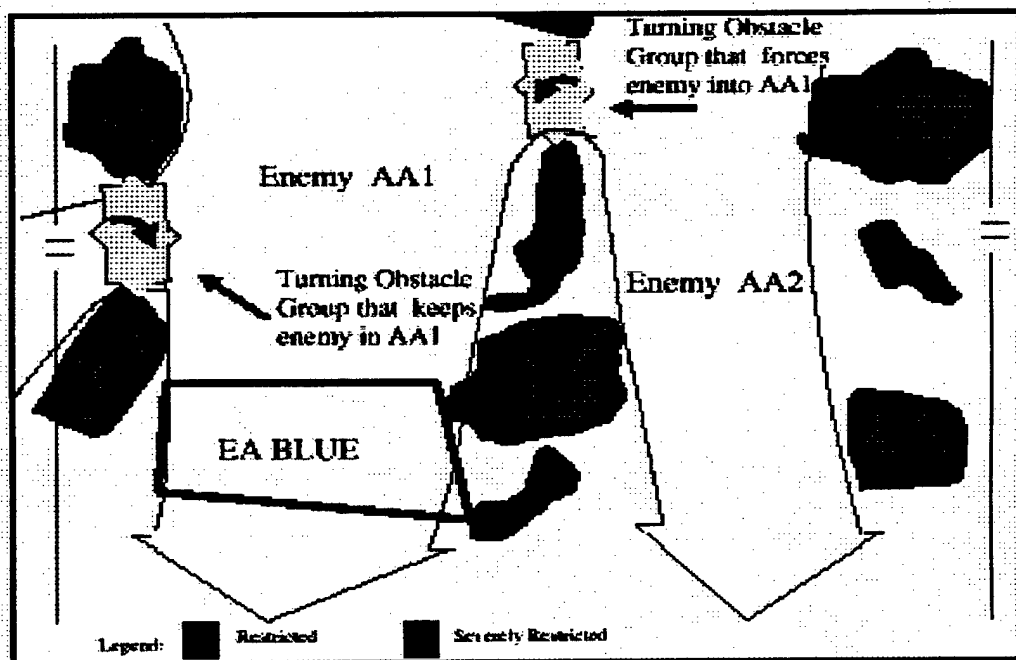 Turning Obstacle
Group that forces
enemy into AA1
Enemy AA1
Turning Obstacle
Group that keeps
enemy in AA1
Enemy AA2
EA BLUE
Legend: Restricted Severely Restricted